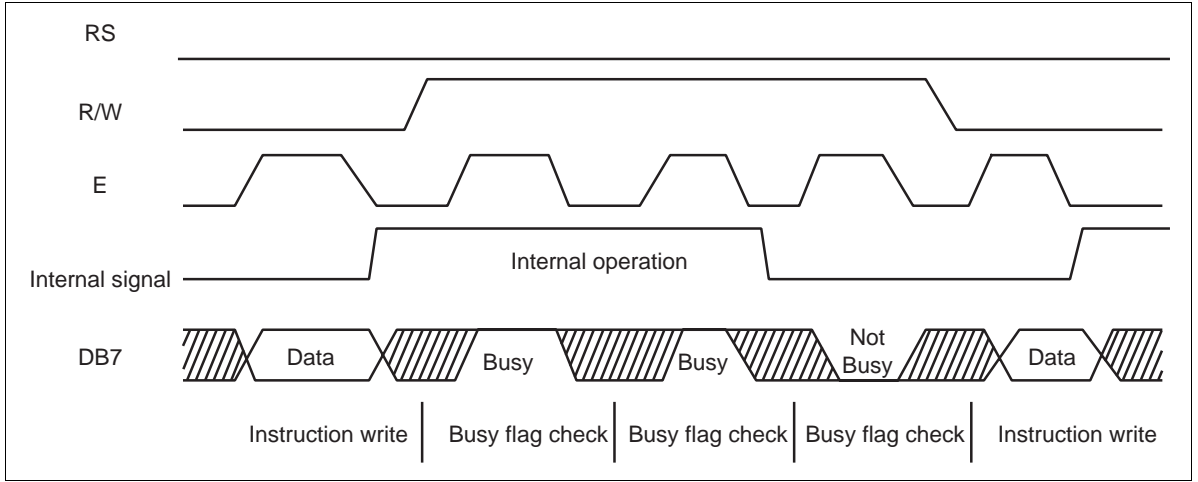 RS
R/W
E
Internal signal
Internal operation
DB7
Data
Busy
Busy
Not
Busy
Data
Instruction write
Busy flag check
Busy flag check
Busy flag check
Instruction write